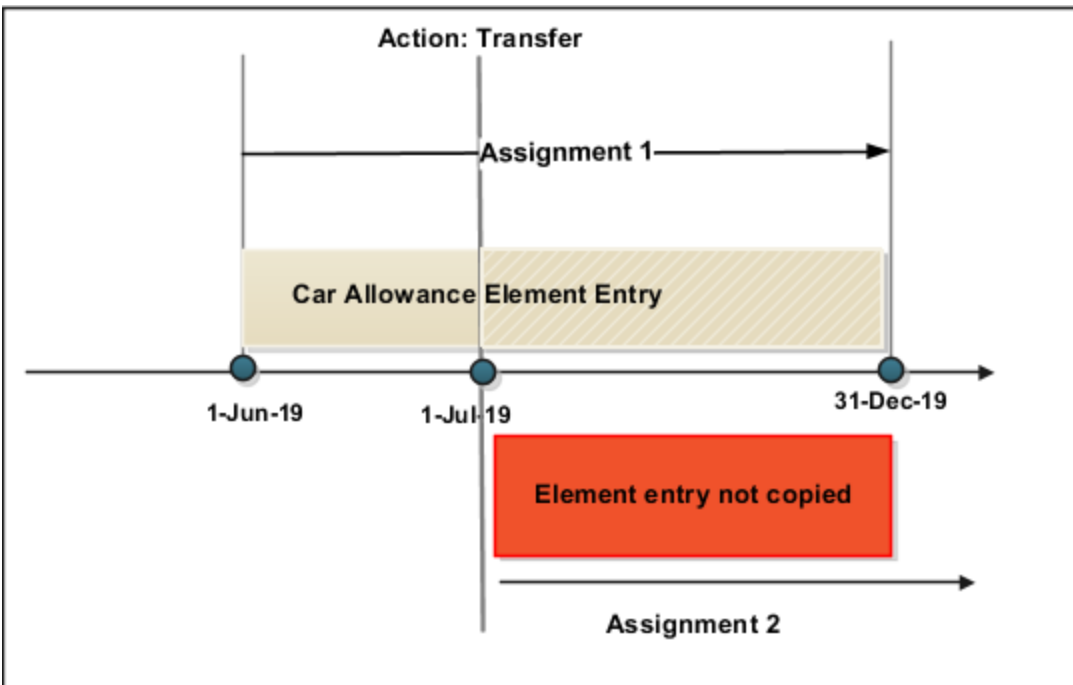 Action: Transfer
Assignment 1
Car Allowance Element Entry
1-Jun-19
1-Jul-19
31-Dec-19
Element entry not copied
Assignment 2